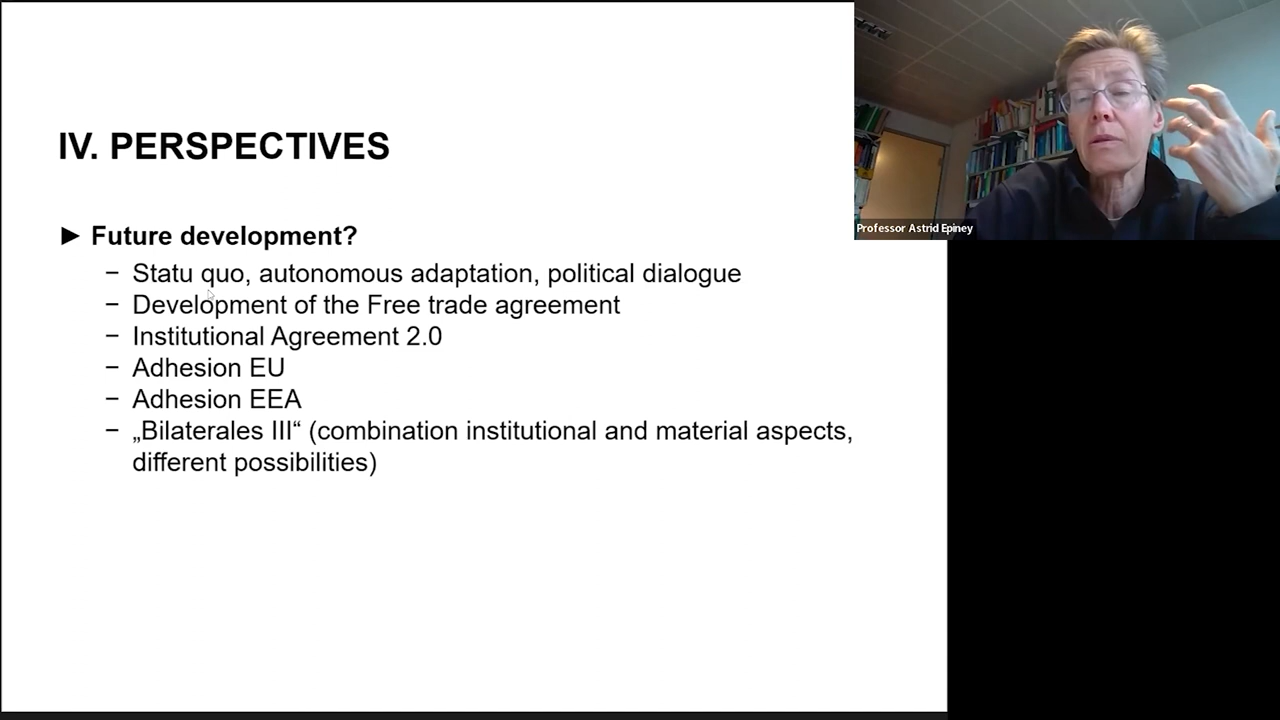 IV. PERSPECTIVES
► Future development?
− Statu quo, autonomous adaptation, political dialogue
− Development of the Free trade agreement
− Institutional Agreement 2.0
− Adhesion EU
− Adhesion EEA
− „Bilaterales III“ (combination institutional and material aspects,
different possibilities)
Professor Astrid Epiney